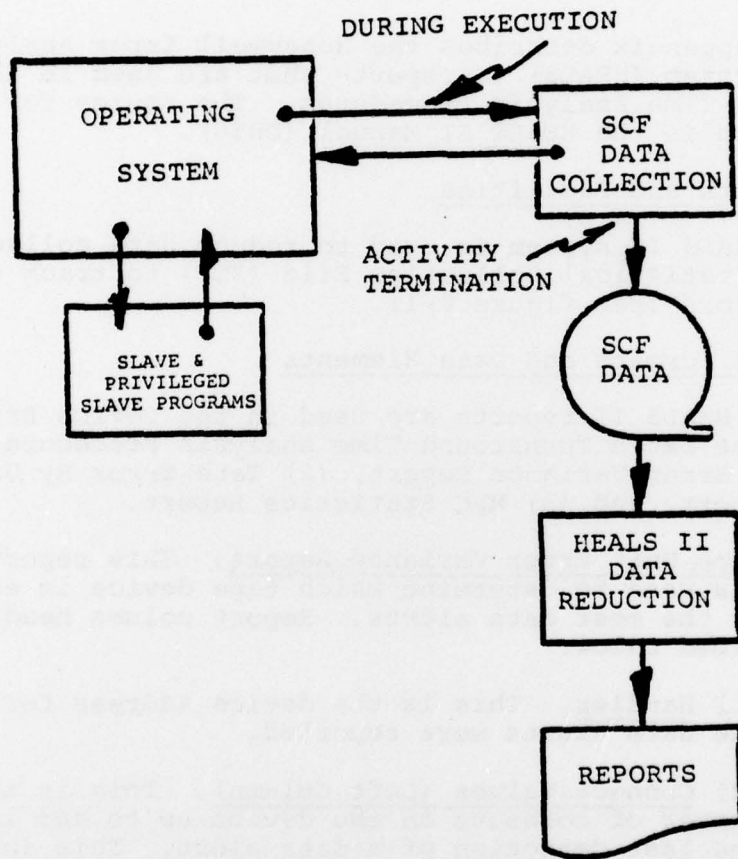 DURING EXECUTION
OPERATING
SYSTEM
SCF
DATA
COLLECTION
ACTIVITY
TERMINATION
SLAVE &
PRIVILEGED
SLAVE PROGRAMS
SCF
DATA
HEALS II
DATA
REDUCTION
REPORTS